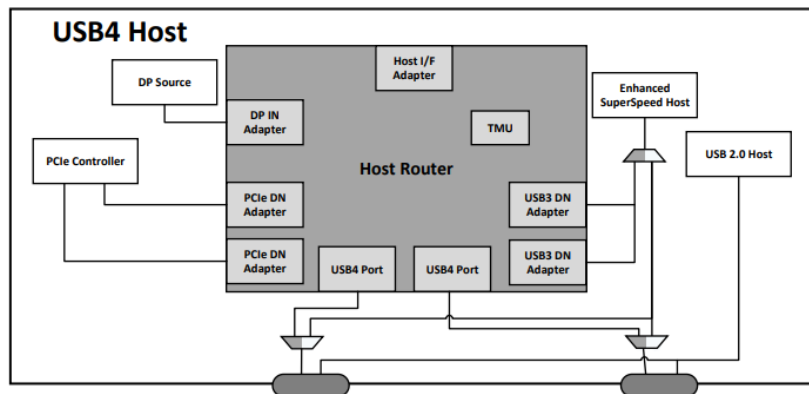 USB4 Host
DP Source
Host I/F
Adapter
Enhanced
SuperSpeed Host
DP IN
Adapter
TMU
PCIe Controller
USB 2.0 Host
Host Router
PCIe DN
Adapter
USB3 DN
Adapter
PCIe DN
Adapter
USB4 Port
USB4 Port
USB3 DN
Adapter